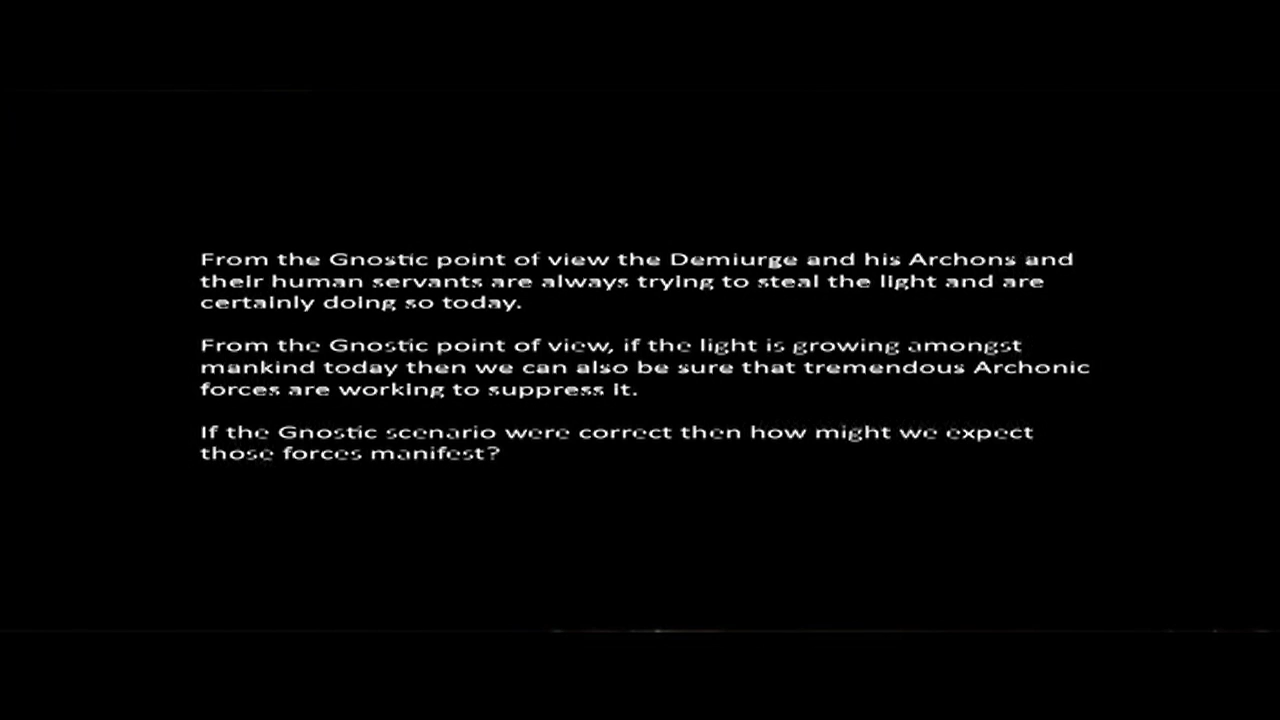 From the Gnostic point of view the Demiurge and his Archons and
their human servants are always trying to steal the light and are
certainly doing so today.
From the Gnostic point of view, if the light is growing amongst
mankind today then we can also be sure that tremendous Archonic
forces are working to suppress it.
If the Gnostic scenario were correct then how might we expect
those forces manifest?